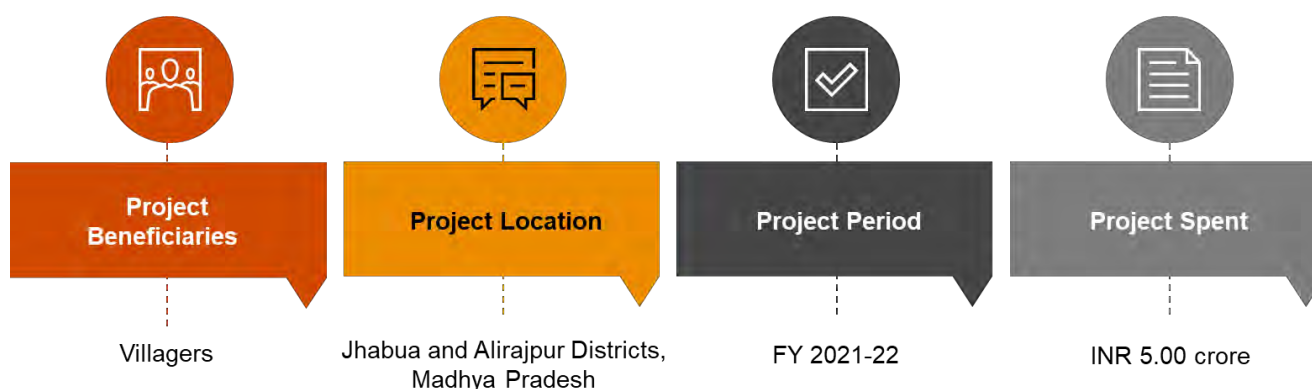 Project
Beneficiaries
Villagers
Project Location
Jhabua and Alirajpur Districts,
Madhya Pradesh
Project Period
FY 2021-22
Project Spent
INR 5.00 crore